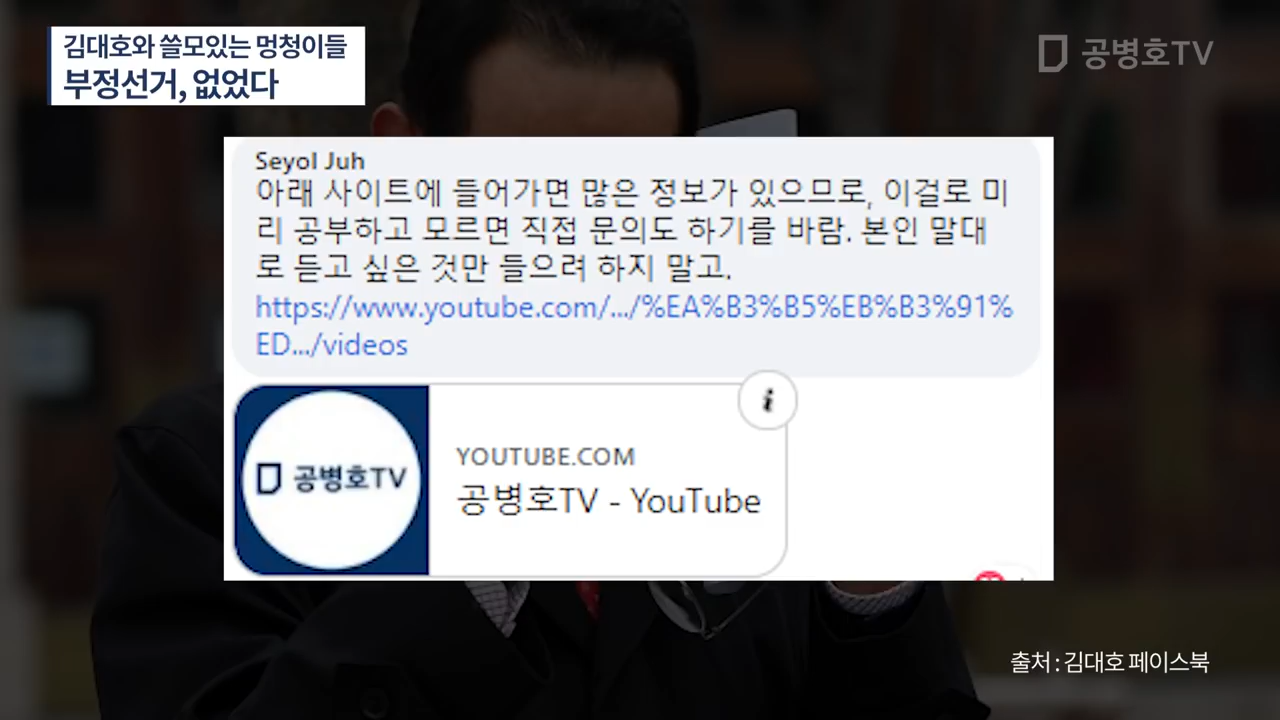 김대호와 쓸모있는 멍청이들
부정선거, 없었다
공병호TV
Seyol Juh
아래 사이트에 들어가면 많은 정보가 있으므로, 이걸로 미
리 공부하고 모르면 직접 문의도 하기를 바람. 본인 말대
로 듣고 싶은 것만 들으려 하지 말고.
https://www.youtube.com/.../%EA%B3%B5%EB%B3%91%
ED.../videos
공병호TV
YOUTUBE.COM
공병호TV - YouTube
출처 : 김대호 페이스북